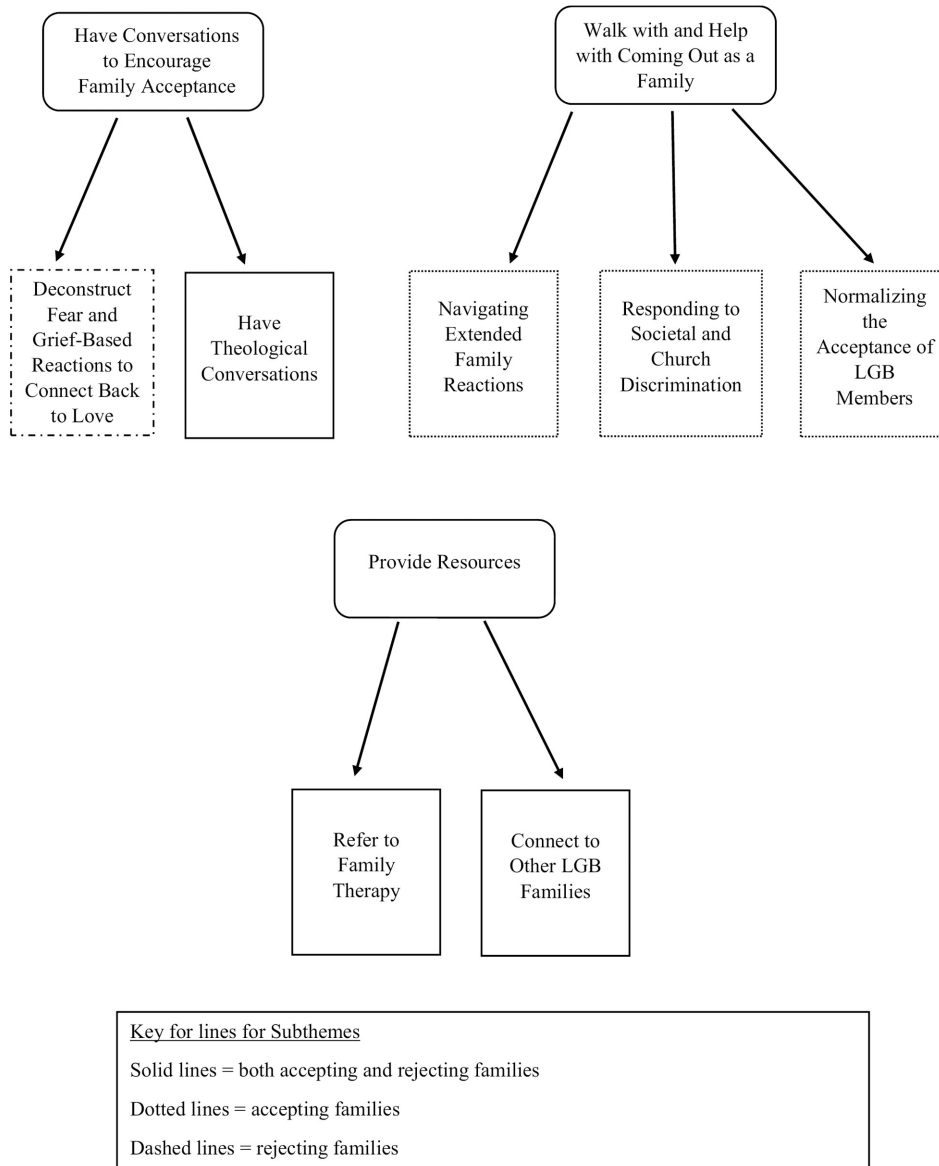 Have Conversations
to Encourage
Family Acceptance
Walk with and Help
with Coming Out as a
Family
Deconstruct
Fear and
Grief-Based
Reactions to
Connect Back
to Love
Have
Theological
Conversations
Navigating
Extended
Family
Reactions
Responding to
Societal and
Church
Discrimination
Normalizing
the
Acceptance of
LGB
Members
Provide Resources
Refer to
Family
Therapy
Connect to
Other LGB
Families
Key for lines for Subthemes
Solid lines = both accepting and rejecting families
Dotted lines = accepting families
Dashed lines = rejecting families